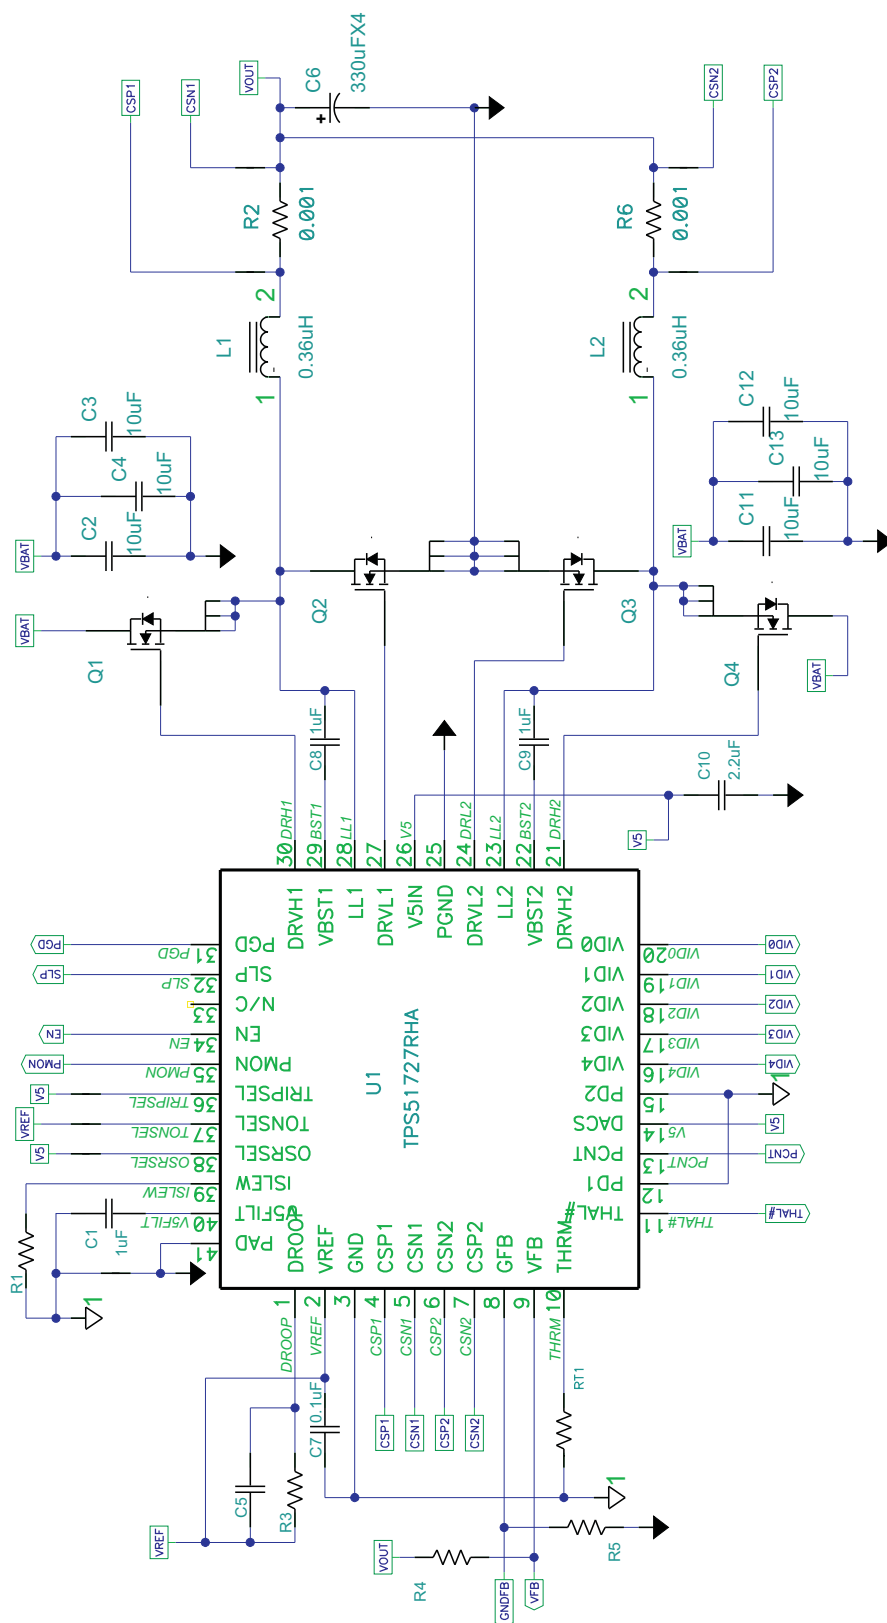 CSP1
CSN1
VOUT
C6
330uFX4
CSN2
CSP2
R2
0.001
R6
0.001
2
L1
0.36uH
1
2
L2
0.36uH
1
C3
10uF
C4
10uF
C2
10uF
VBAT
C12
10uF
C13
10uF
C11
10uF
VBAT
VBAT
Q1
Q2
Q3
Q4
VBAT
C8
1uF
C9
1uF
C10
2.2uF
V5
30 DRH1
29 BST1
28 LL1
27
26 V5
25
24 DRL2
23 LL2
22 BST2
21 DRH2
DRVH1
VBST1
LL1
DRVL1
V5IN
PGND
DRVL2
LL2
VBST2
DRVH2
PGD
PGD
31
PGD
SLP
SLP
32
SLP
33
N/C
EN
EN
34
EN
PMON
PMON
35
PMON
V5
TRIPSEL
36
TRIPSEL
VREF
TONSEL
37
TONSEL
V5
OSRSEL
38
OSRSEL
ISLEW
39
ISLEW
V5FILT
40
V5FILT
41
PAD
R1
C1
1uF
1
U1
TPS51727RHA
VID0
20
VID0
VID0
VID1
19
VID1
VID1
VID2
18
VID2
VID2
VID3
17
VID3
VID3
VID4
16
VID4
VID4
PD2
15
1
DACS
14
V5
V5
PCNT
13
PCNT
PCNT
PD1
12
THAL#
11
THAL#
THAL#
DROOP
VREF
GND
CSP1
CSN1
CSN2
CSP2
GFB
VFB
THRM
1
2
3
4
5
6
7
8
9
10
DROOP
VREF
CSP1
CSN1
CSP2
CSN2
THRM
C7
0.1uF
C5
R3
VREF
CSP1
CSN1
CSP2
CSN2
RT1
1
VOUT
R4
R5
GNDFB
VFB